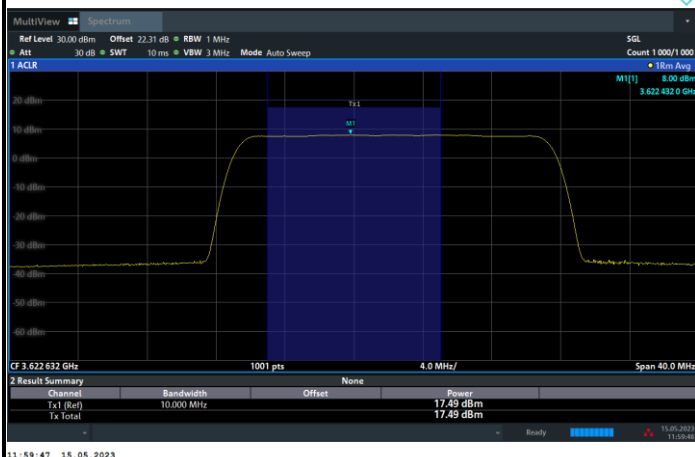 MultiView Spectrum
Ref Level 30.00 dBm Offset 22.31 dB RBW 1 MHz SGL
Att 30 dB SWT 10 ms VBW 3 MHz Mode Auto Sweep Count 1 000/1 000
1 ACLR 1Rm Avg
M1[1] 8.00 dBm
3.622 432 0 GHz
20 dBm
Tx1
M1
10 dBm
0 dBm
-10 dBm
-20 dBm
-30 dBm
-40 dBm
-50 dBm
-60 dBm
CF 3.622 632 GHz 1001 pts 4.0 MHz/ Span 40.0 MHz
2 Result Summary None
Channel Bandwidth Offset Power
Tx1 (Ref) 10.000 MHz 17.49 dBm
Tx Total 17.49 dBm
Ready 15.05.2023
11:59:46
11:59:47 15.05.2023